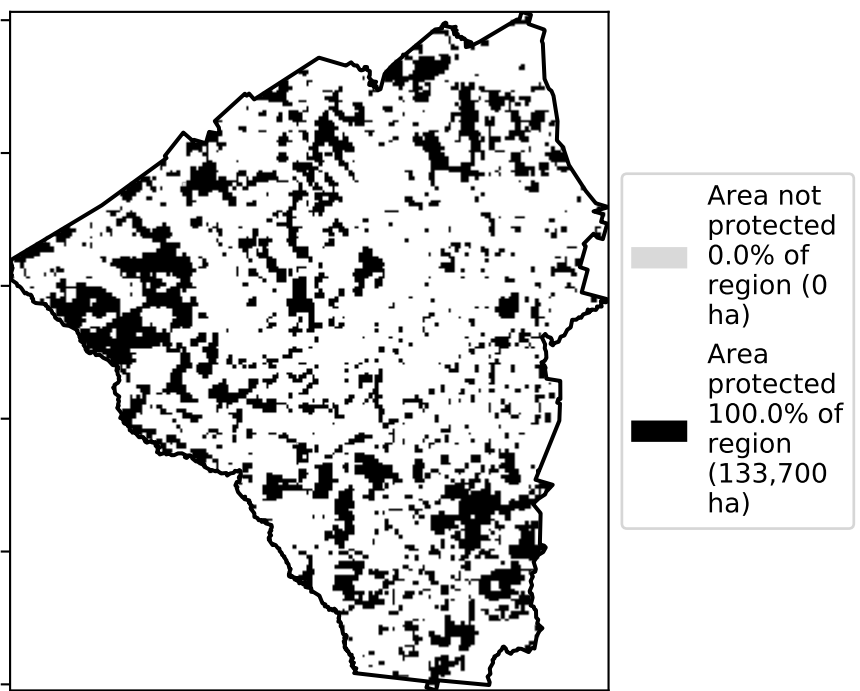 Area not
protected
0.0% of
region (0
ha)
Area
protected
100.0% of
region
(133,700
ha)